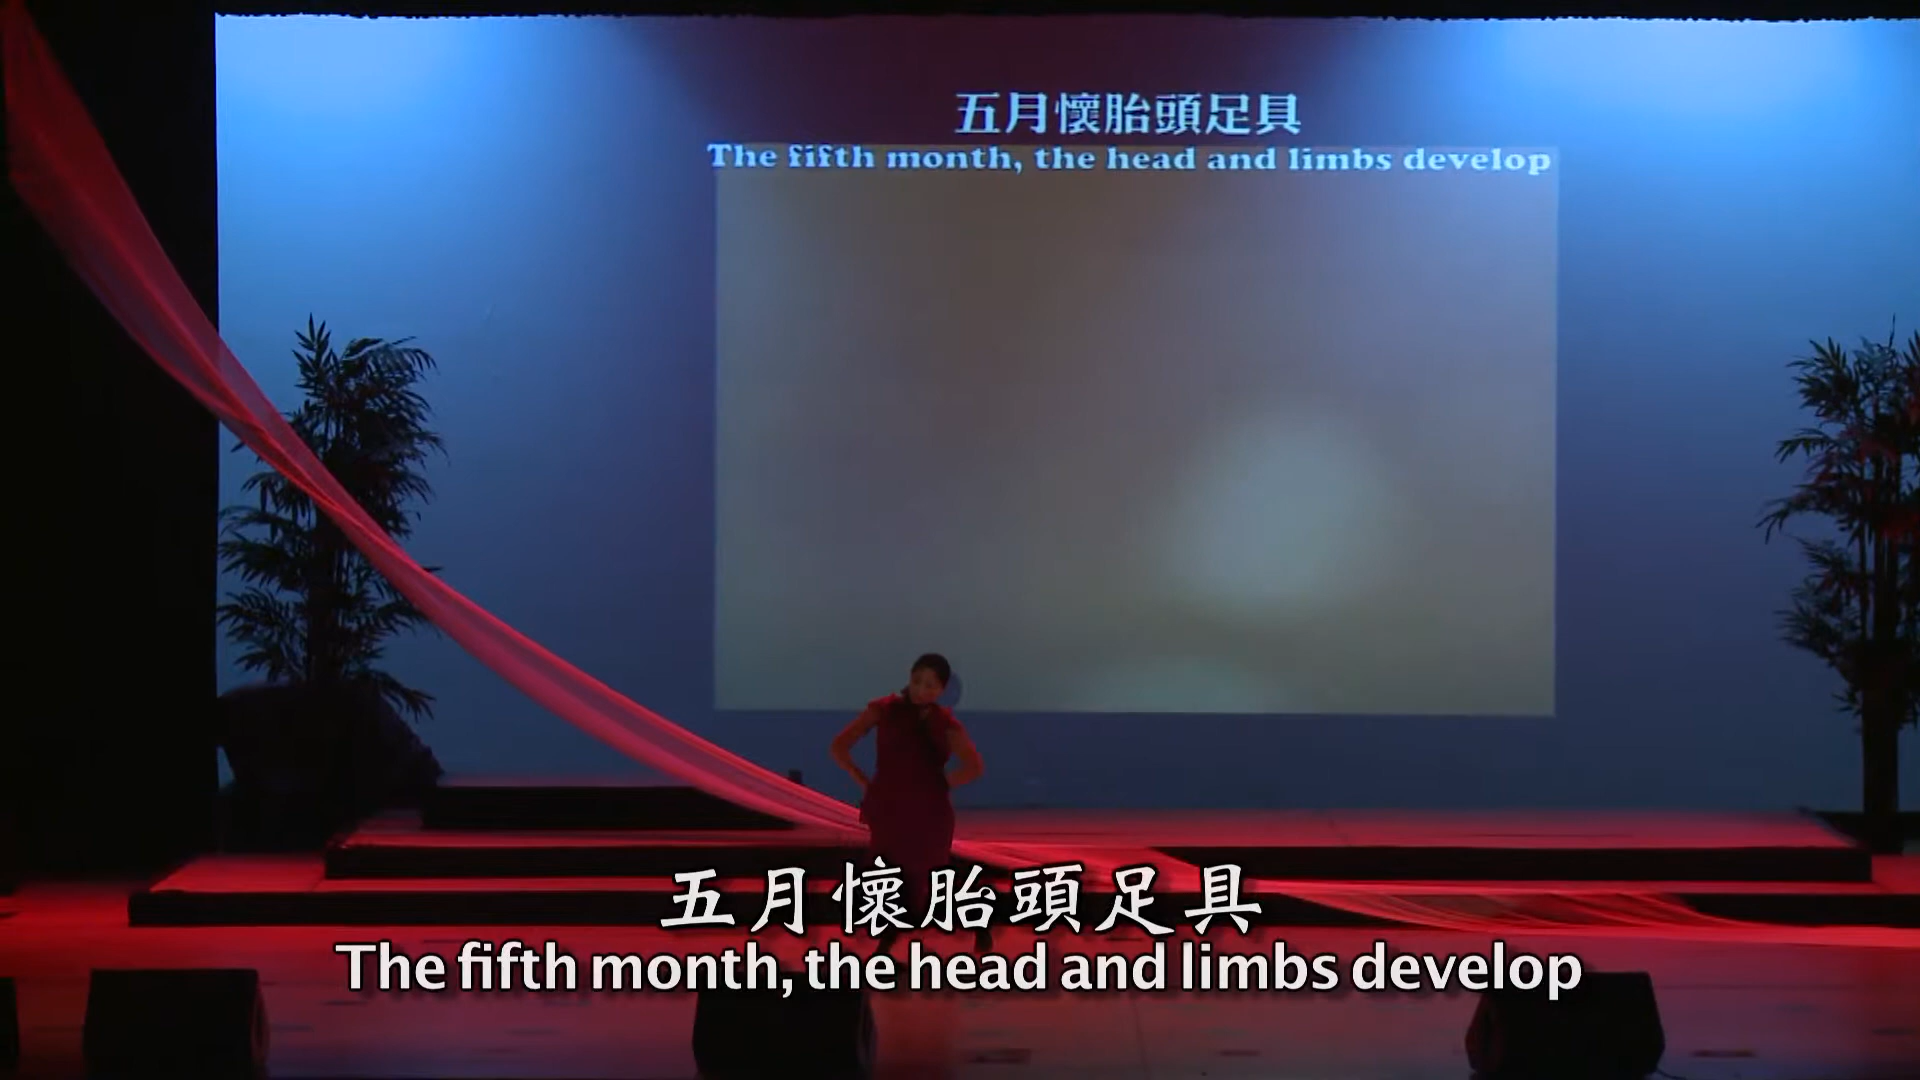 五月懷胎頭足具
The fifth month, the head and limbs develop
五月懷胎頭足具
The fifth month, the head and limbs develop